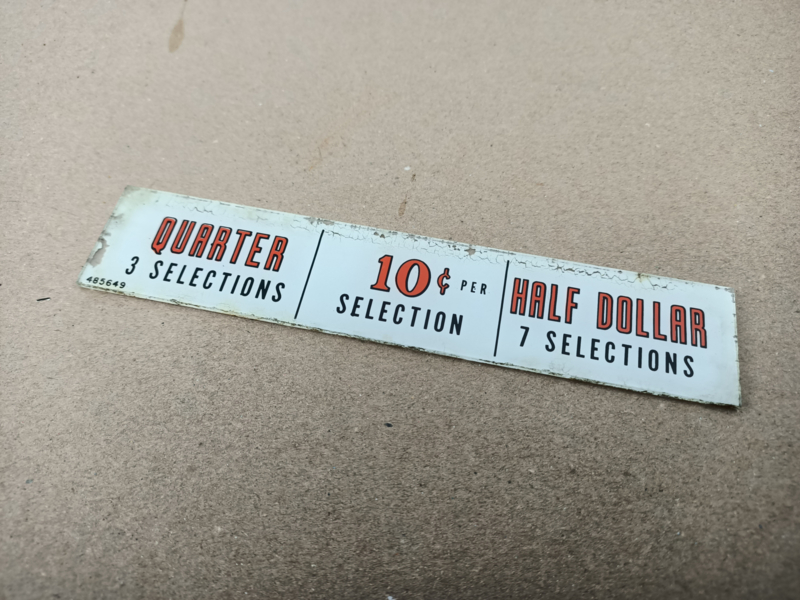 QUARTER
3 SELECTIONS
485649
10¢ PER
SELECTION
HALF DOLLAR
7 SELECTIONS